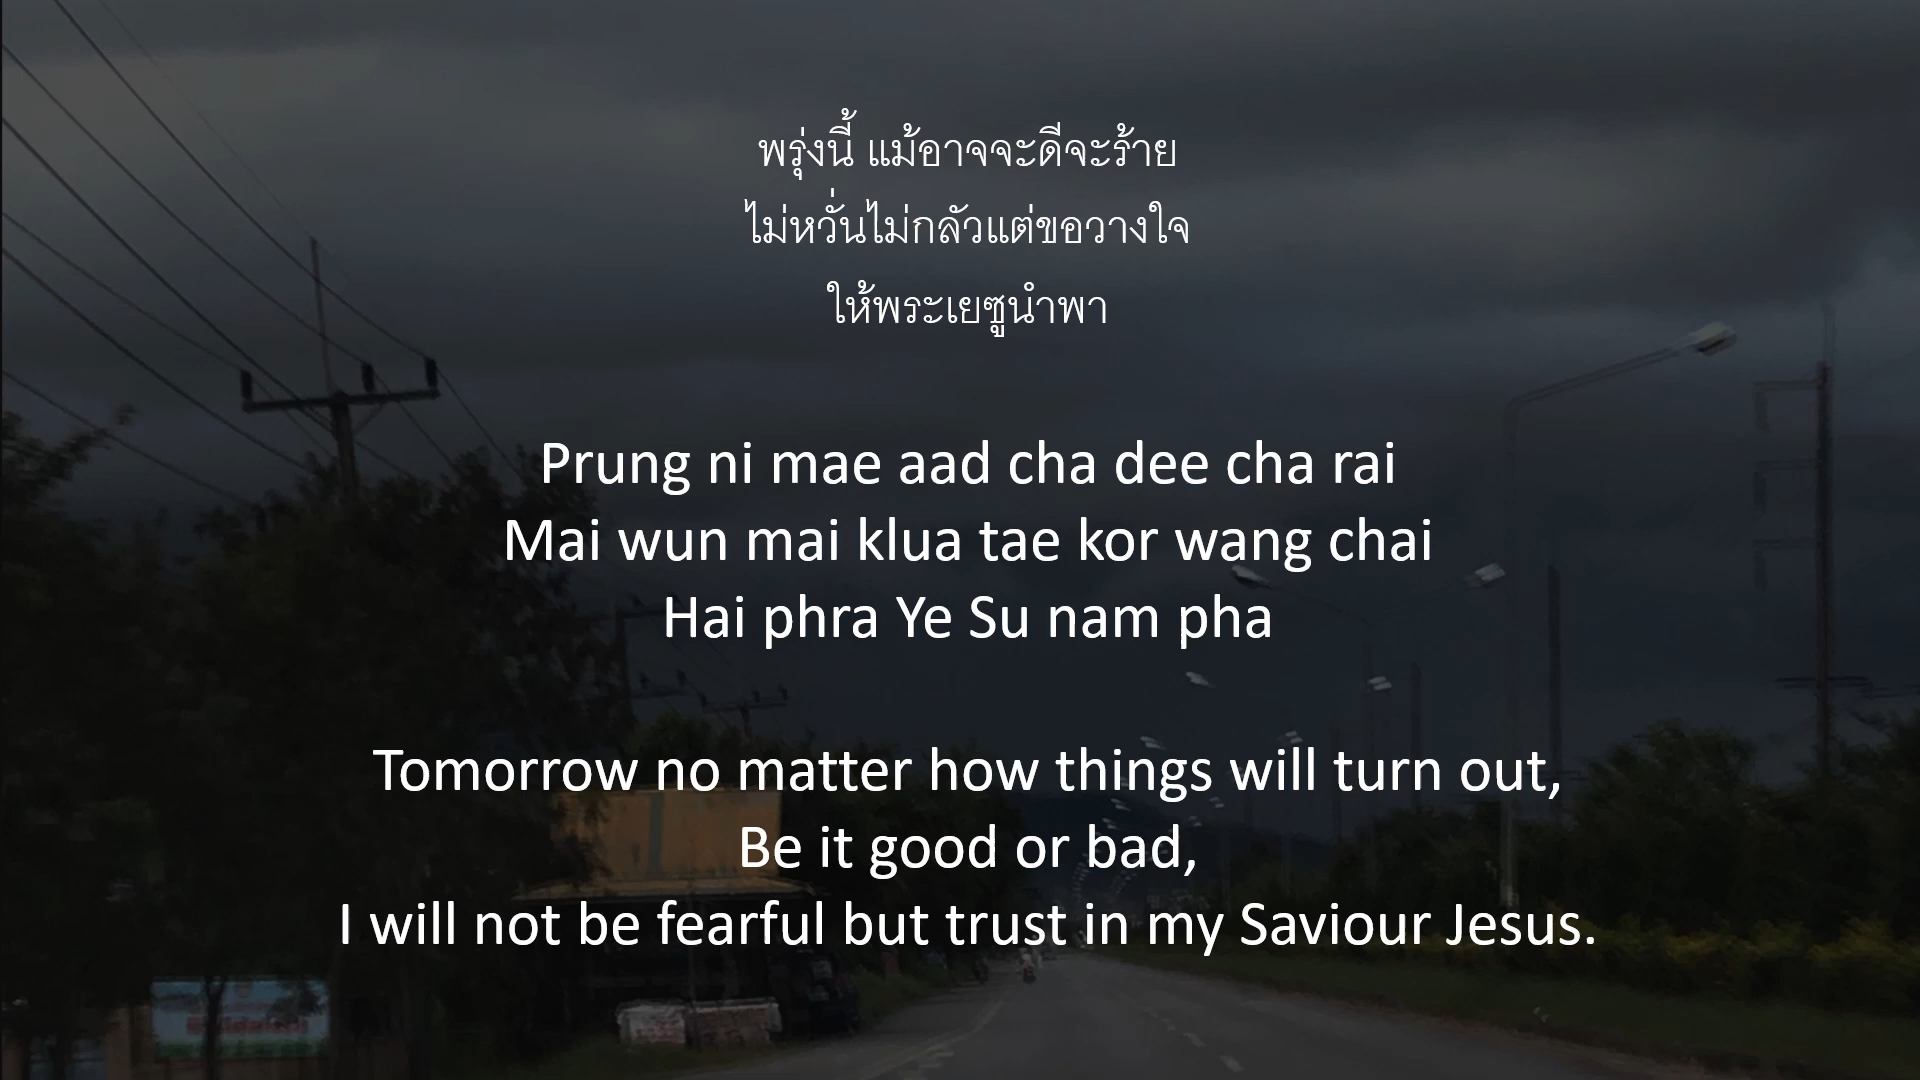 พรุ่งนี้ แม้อาจจะดีจะร้าย
ไม่หวั่นไม่กลัวแต่ขอวางใจ
ให้พระเยซูนำพา
Prung ni mae aad cha dee cha rai
Mai wun mai klua tae kor wang chai
Hai phra Ye Su nam pha
Tomorrow no matter how things will turn out,
Be it good or bad,
I will not be fearful but trust in my Saviour Jesus.